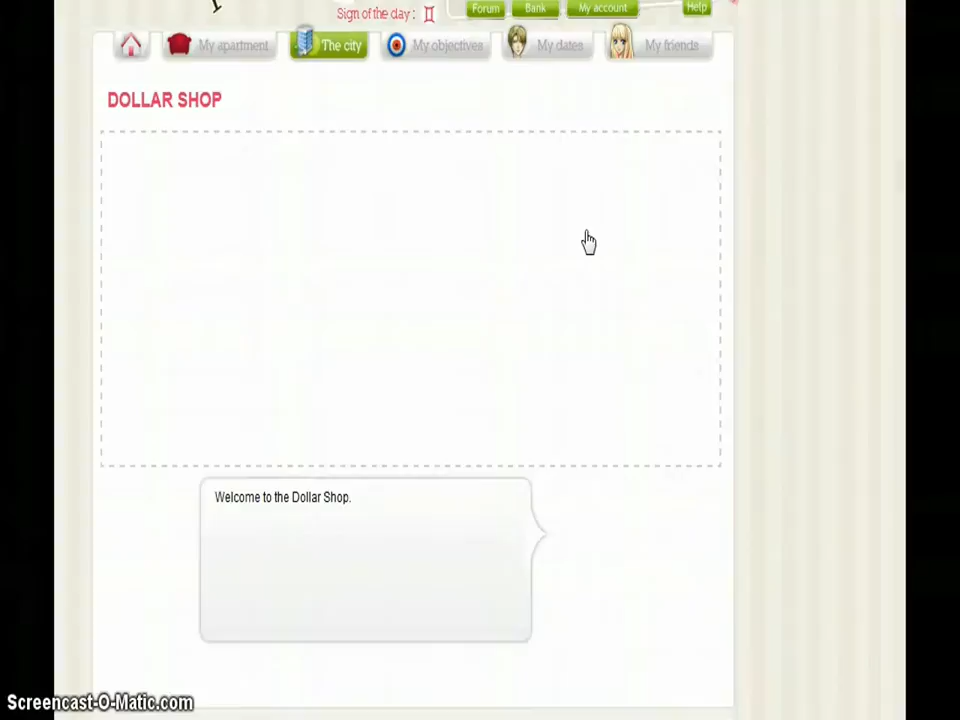 Sign of the day :
Forum
Bank
My account
Help
My apartment
The city
My objectives
My dates
My friends
DOLLAR SHOP
Welcome to the Dollar Shop.
Screencast-O-Matic.com